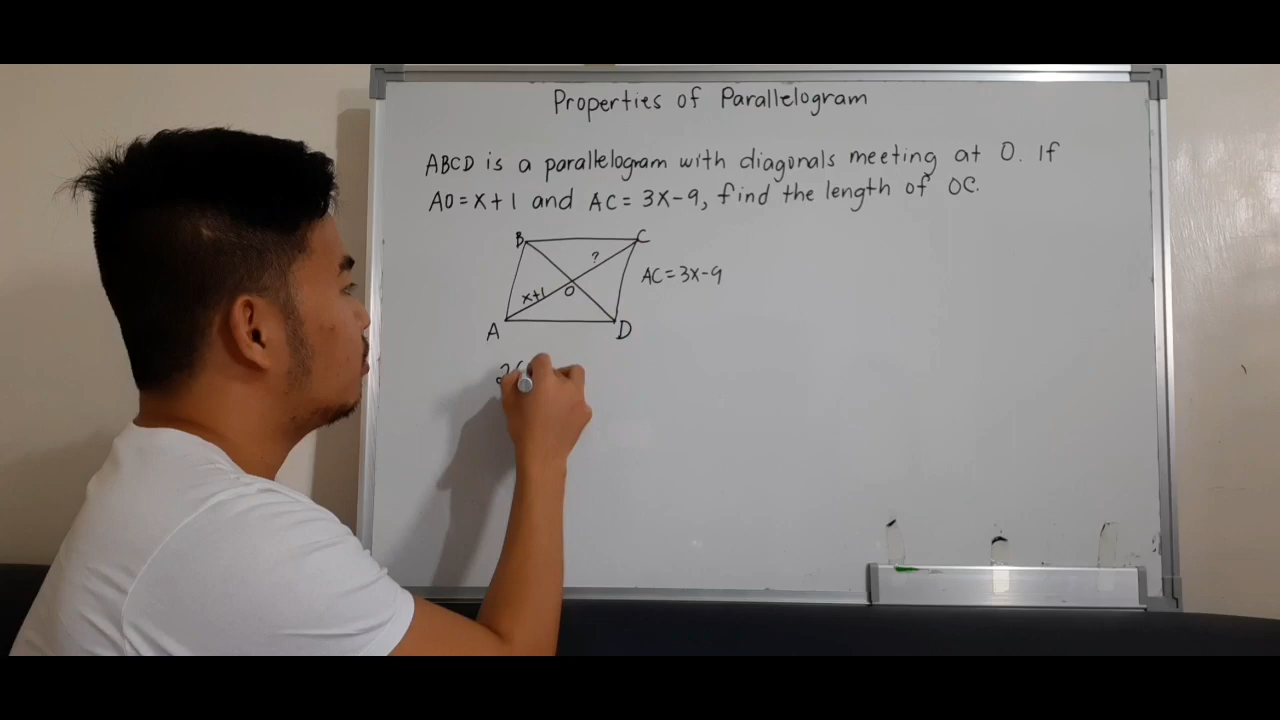 Properties of Parallelogram
ABCD is a parallelogram with diagonals meeting at O. If
AO = x + 1 and AC = 3x - 9, find the length of OC.
B C
?
AC = 3x - 9
x+1 O
A D
2(